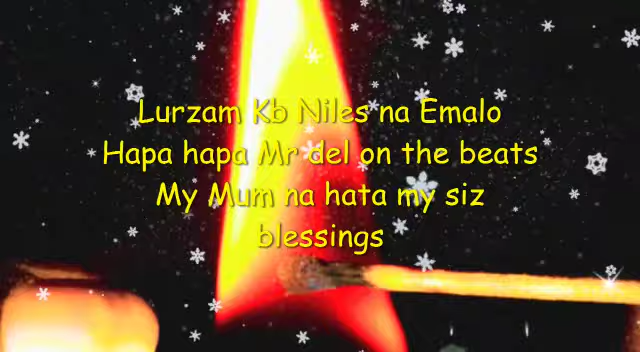 Lurzam Kb Niles na Emalo
Hapa hapa Mr del on the beats
My Mum na hata my siz
blessings